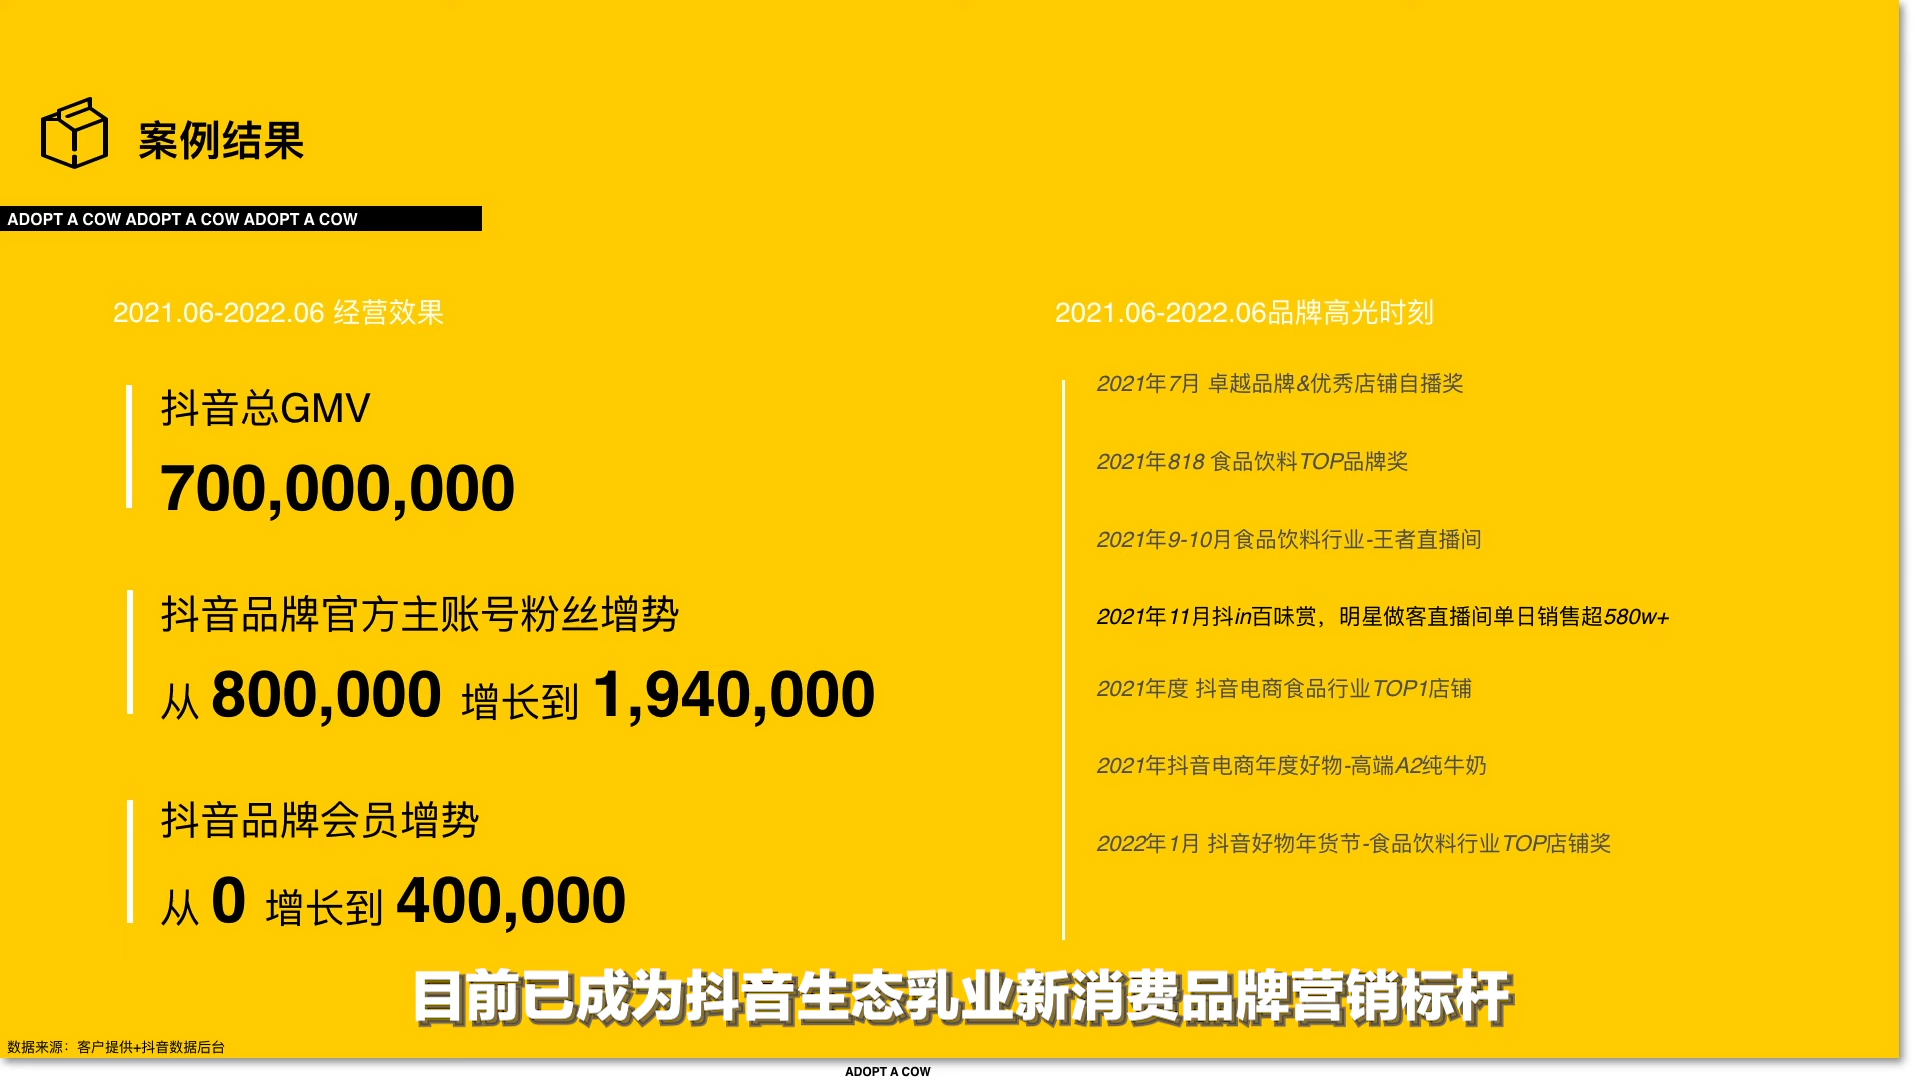 案例结果
ADOPT A COW ADOPT A COW ADOPT A COW
2021.06-2022.06 经营效果
抖音总GMV
700,000,000
抖音品牌官方主账号粉丝增势
从 800,000 增长到 1,940,000
抖音品牌会员增势
从 0 增长到 400,000
2021.06-2022.06品牌高光时刻
2021年7月 卓越品牌&优秀店铺自播奖
2021年818 食品饮料TOP品牌奖
2021年9-10月食品饮料行业-王者直播间
2021年11月抖in百味赏，明星做客直播间单日销售超580w+
2021年度 抖音电商食品行业TOP1店铺
2021年抖音电商年度好物-高端A2纯牛奶
2022年1月 抖音好物年货节-食品饮料行业TOP店铺奖
目前已成为抖音生态乳业新消费品牌营销标杆
数据来源：客户提供+抖音数据后台
ADOPT A COW